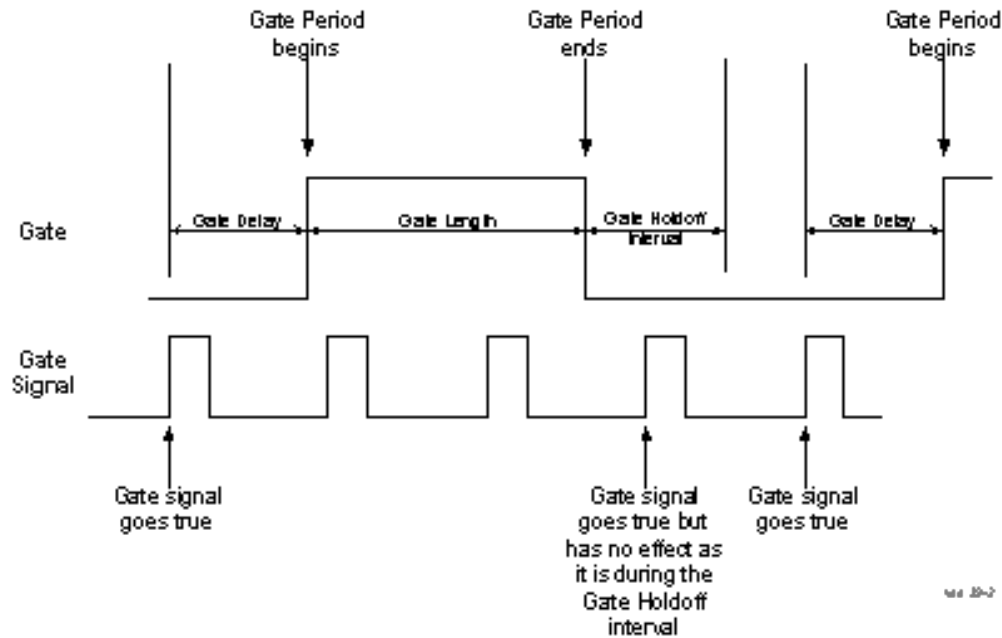 Gate Period
begins
Gate Period
ends
Gate Period
begins
Gate
Gate Delay
Gate Length
Gate Holdoff
Interval
Gate Delay
Gate
Signal
Gate signal
goes true
Gate signal
goes true but
has no effect as
it is during the
Gate Holdoff
interval
Gate signal
goes true